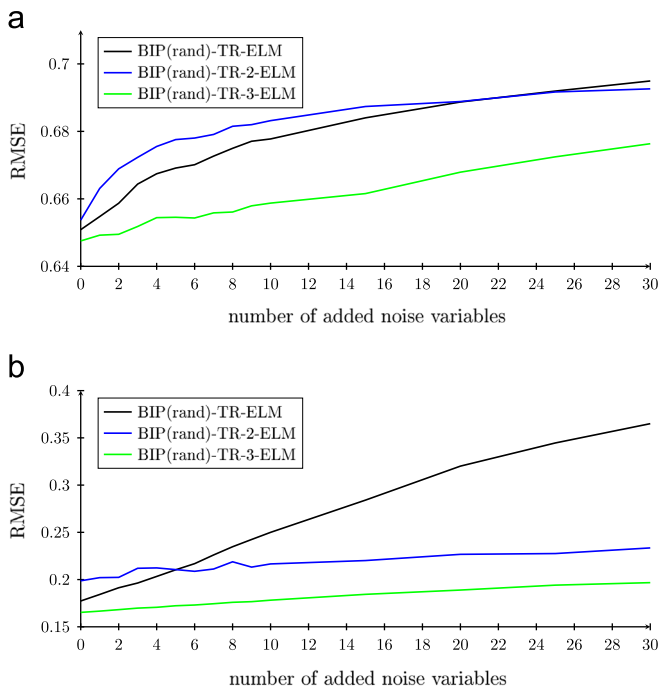 a
0.7
0.68
0.66
0.64
RMSE
BIP(rand)-TR-ELM
BIP(rand)-TR-2-ELM
BIP(rand)-TR-3-ELM
0 2 4 6 8 10 12 14 16 18 20 22 24 26 28 30
number of added noise variables
b
0.4
0.35
0.3
0.25
0.2
0.15
RMSE
BIP(rand)-TR-ELM
BIP(rand)-TR-2-ELM
BIP(rand)-TR-3-ELM
0 2 4 6 8 10 12 14 16 18 20 22 24 26 28 30
number of added noise variables